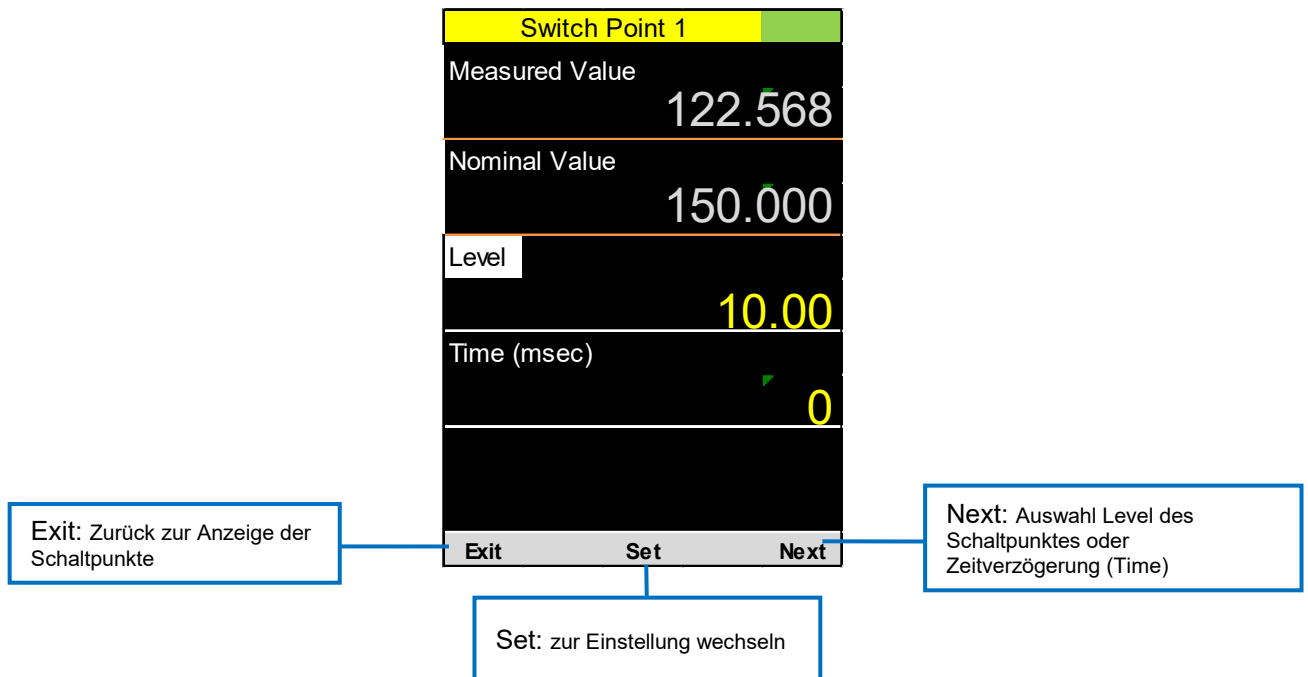 Switch Point 1
Measured Value
122.568
Nominal Value
150.000
Level
10.00
Time (msec)
0
Exit Set Next
Exit: Zurück zur Anzeige der
Schaltpunkte
Set: zur Einstellung wechseln
Next: Auswahl Level des
Schaltpunktes oder
Zeitverzögerung (Time)